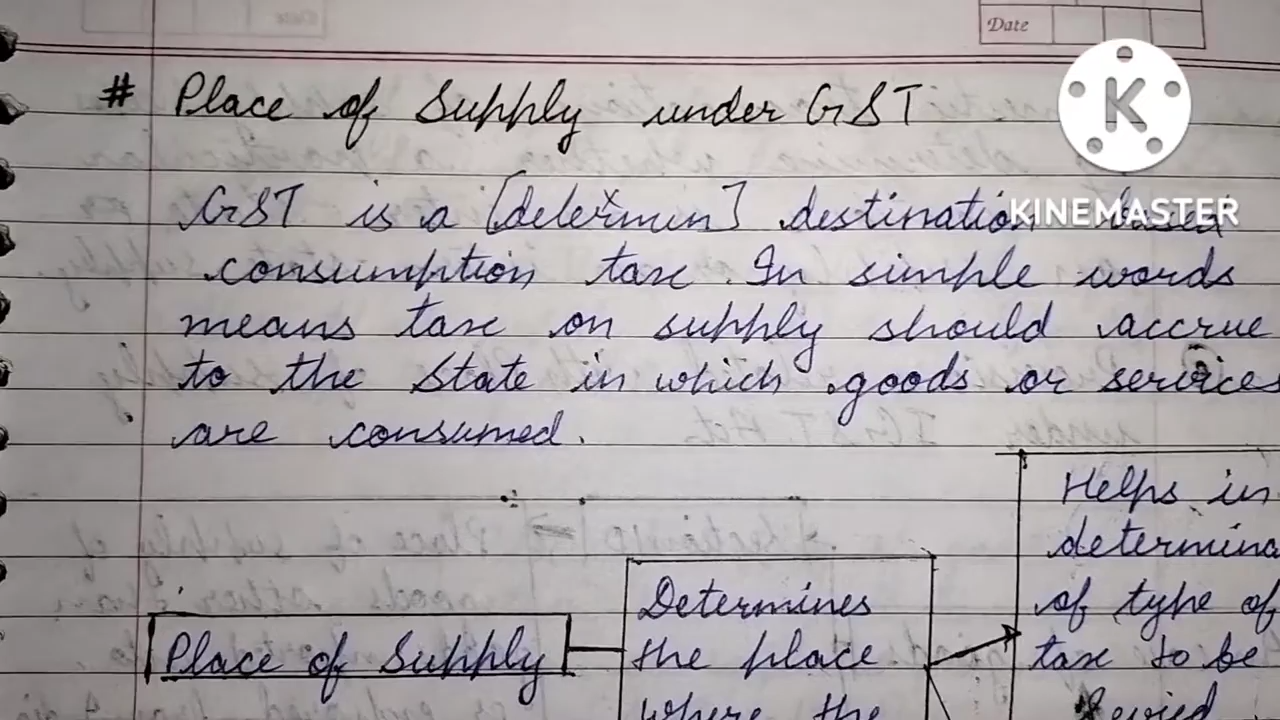 Date
# Place of Supply under GST
GST is a [determin] destination based
consumption tax. In simple words
means tax on supply should accrue
to the State in which goods or services
are consumed.
Helps in
determina
of type of
tax to be
levied
Determines
the place
where the
Place of Supply
K
KINEMASTER